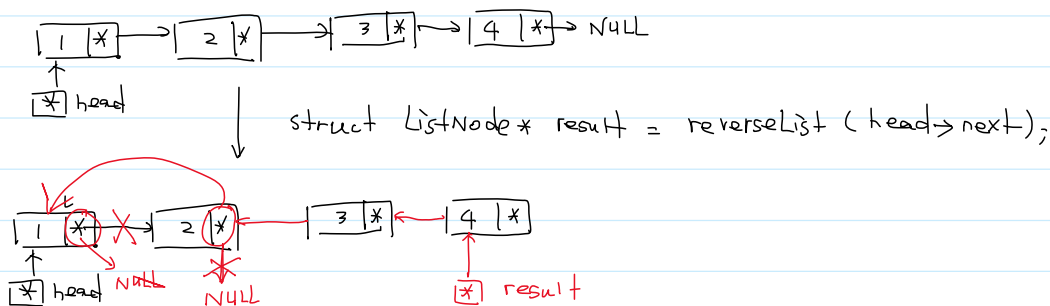 1 * 2 * 3 * 4 * NULL
* head
struct ListNode* result = reverseList (head→next);
1 * 2 * 3 * 4 *
* head NULL NULL * result